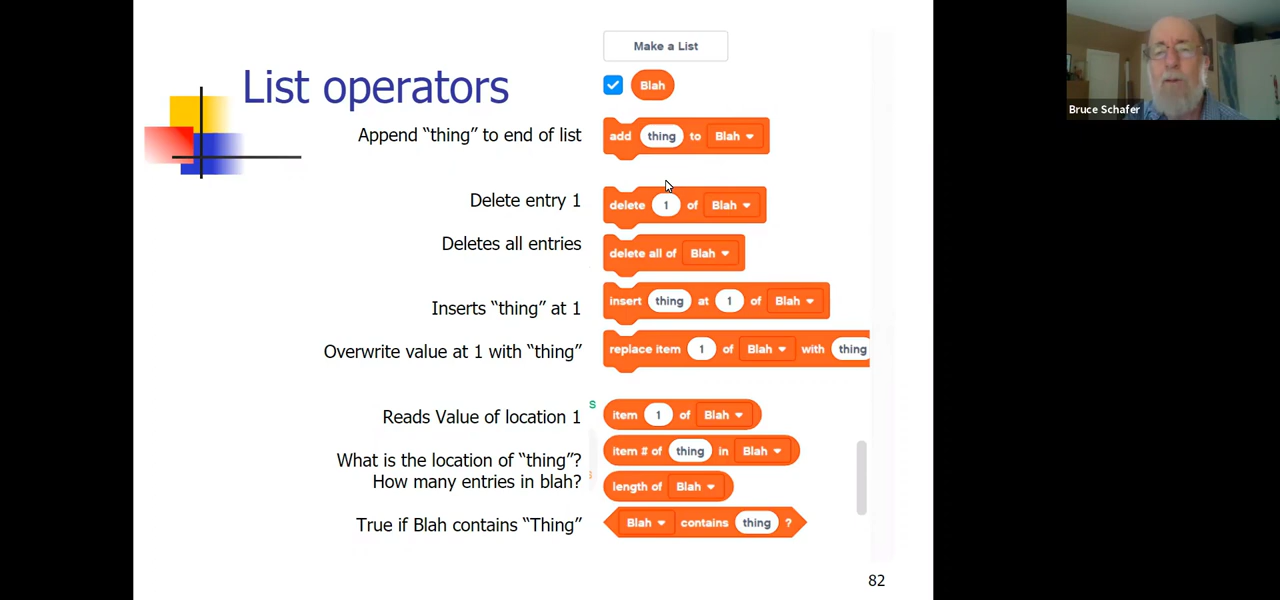 Make a List
Bruce Schafer
List operators
Blah
Append “thing” to end of list
add thing to Blah
Delete entry 1
delete 1 of Blah
Deletes all entries
delete all of Blah
Inserts “thing” at 1
insert thing at 1 of Blah
Overwrite value at 1 with “thing”
replace item 1 of Blah with thing
Reads Value of location 1
s
item 1 of Blah
What is the location of “thing”?
item # of thing in Blah
How many entries in blah?
s
length of Blah
True if Blah contains “Thing”
Blah contains thing ?
82